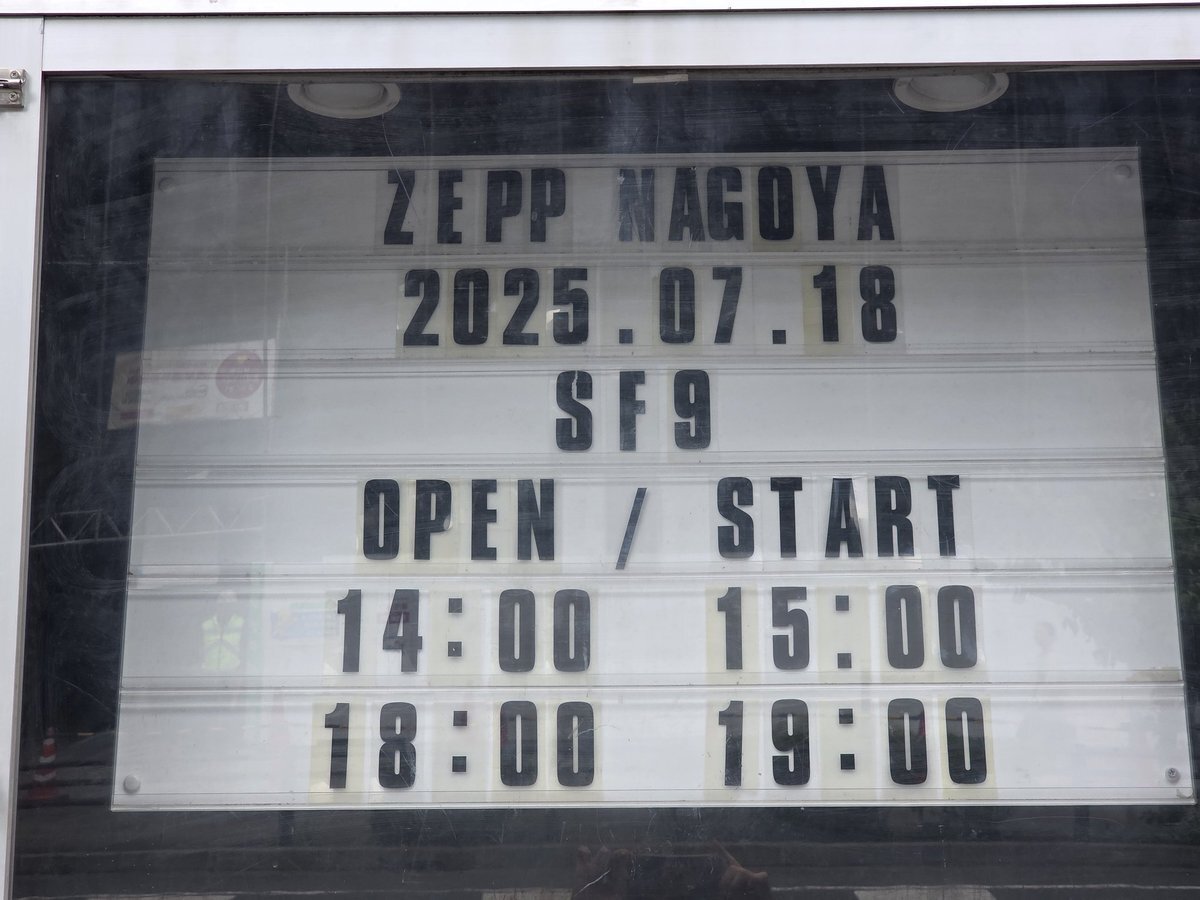 ZEPP NAGOYA
2025.07.18
SF9
OPEN / START
14:00 15:00
18:00 19:00